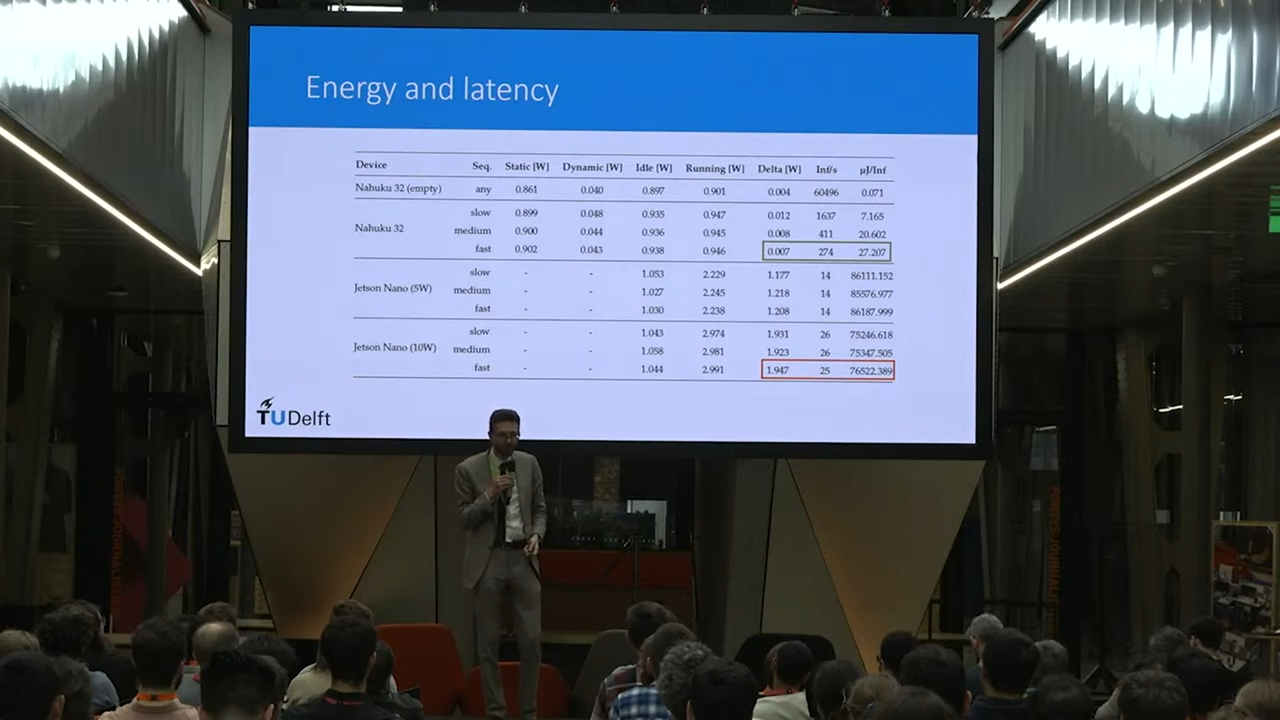 Energy and latency
Device Seq. Static [W] Dynamic [W] Idle [W] Running [W] Delta [W] Inf/s μJ/Inf
Nahuku 32 (empty) any 0.861 0.040 0.897 0.901 0.004 60496 0.071
slow 0.899 0.048 0.935 0.947 0.012 1637 7.165
Nahuku 32 medium 0.900 0.044 0.936 0.945 0.008 411 20.602
fast 0.902 0.043 0.938 0.946 0.007 274 27.207
slow - - 1.053 2.229 1.177 14 86111.152
Jetson Nano (5W) medium - - 1.027 2.245 1.218 14 85576.977
fast - - 1.030 2.238 1.208 14 86187.999
slow - - 1.043 2.974 1.931 26 75246.618
Jetson Nano (10W) medium - - 1.058 2.981 1.923 26 75347.505
fast - - 1.044 2.991 1.947 25 76522.389
TUDelft